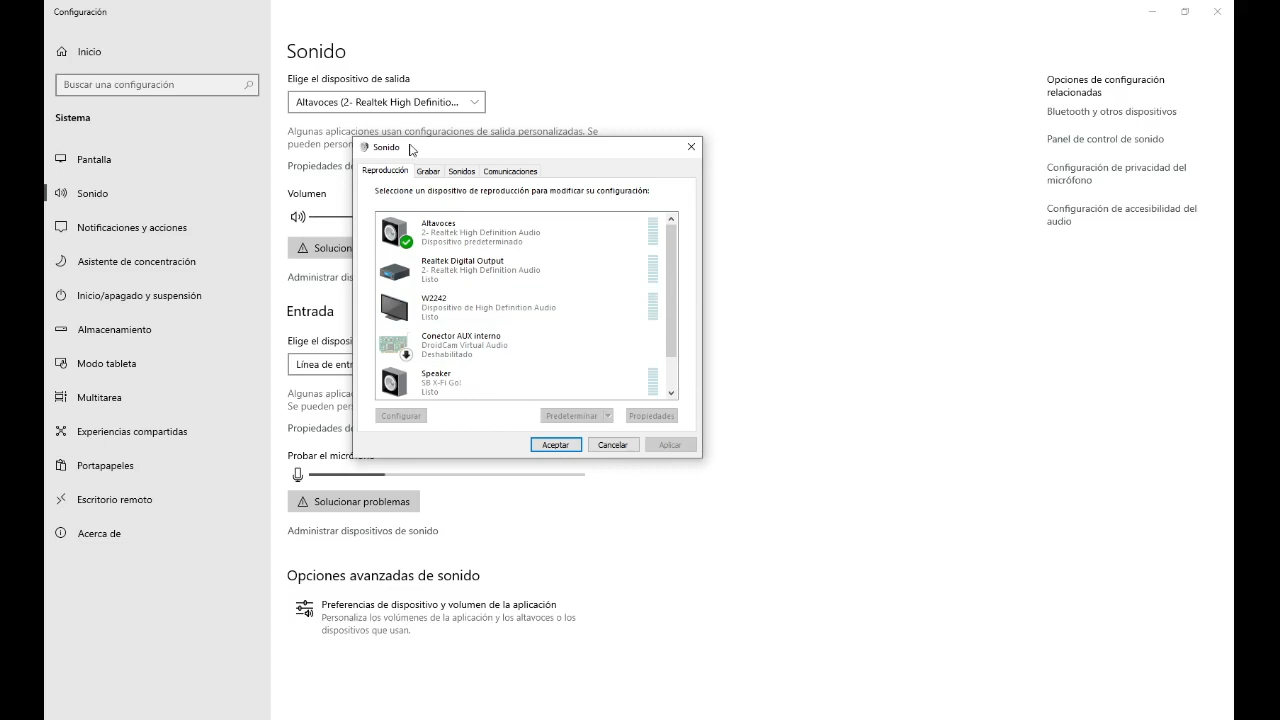 Configuración
Inicio
Buscar una configuración
Sistema
Pantalla
Sonido
Notificaciones y acciones
Asistente de concentración
Inicio/apagado y suspensión
Almacenamiento
Modo tableta
Multitarea
Experiencias compartidas
Portapapeles
Escritorio remoto
Acerca de
Sonido
Elige el dispositivo de salida
Altavoces (2- Realtek High Definitio...
Algunas aplicaciones usan configuraciones de salida personalizadas. Se
pueden
Propiedades
Volumen
Administrar
Entrada
Elige el
Línea de
Algunas
Se pueden
Propiedades
Probar el
Solucionar problemas
Administrar dispositivos de sonido
Opciones avanzadas de sonido
Preferencias de dispositivo y volumen de la aplicación
Personaliza los volúmenes de la aplicación y los altavoces o los
dispositivos que usan.
Sonido
Reproducción Grabar Sonidos Comunicaciones
Seleccione un dispositivo de reproducción para modificar su configuración:
Altavoces
2- Realtek High Definition Audio
Dispositivo predeterminado
Realtek Digital Output
2- Realtek High Definition Audio
Listo
W2242
Dispositivo de High Definition Audio
Listo
Conector AUX interno
DroidCam Virtual Audio
Deshabilitado
Speaker
SB X-Fi Go!
Listo
Configurar Predeterminar Propiedades
Aceptar Cancelar Aplicar
Opciones de configuración
relacionadas
Bluetooth y otros dispositivos
Panel de control de sonido
Configuración de privacidad del
micrófono
Configuración de accesibilidad del
audio